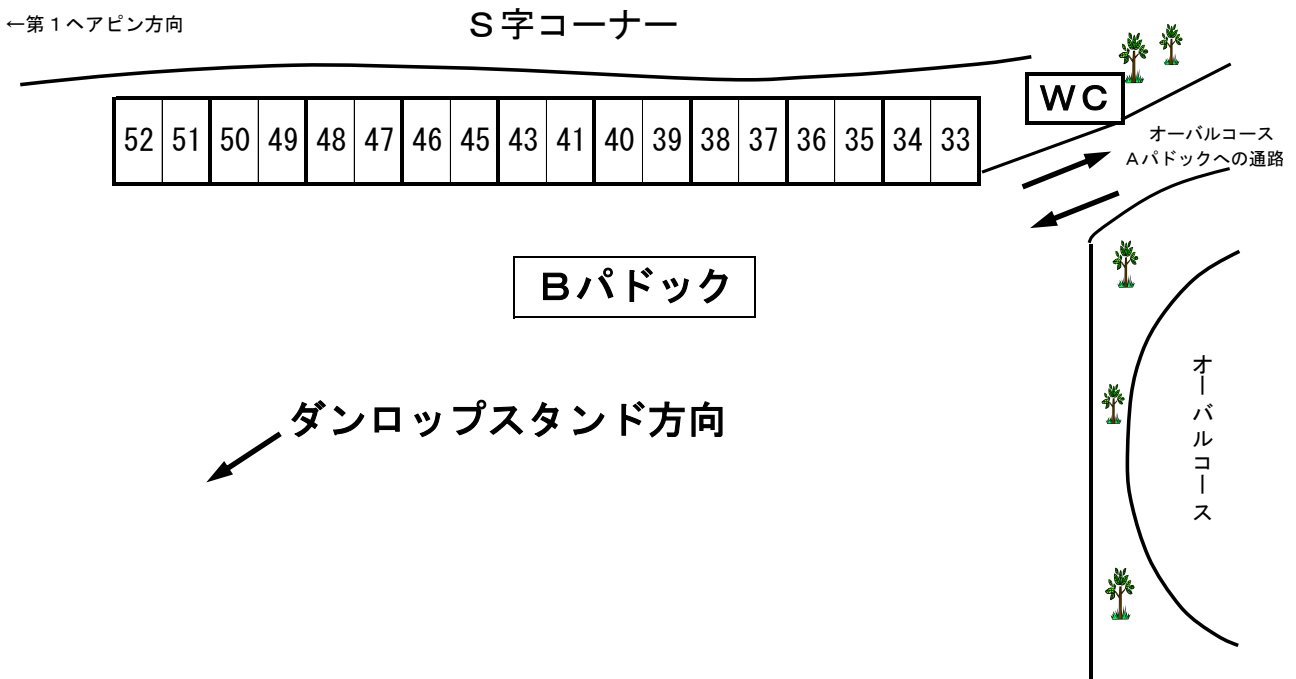 ←第１ヘアピン方向
Ｓ字コーナー
ＷＣ
52 51 50 49 48 47 46 45 43 41 40 39 38 37 36 35 34 33
オーバルコース
Ａパドックへの通路
Ｂパドック
ダンロップスタンド方向
オーバルコース